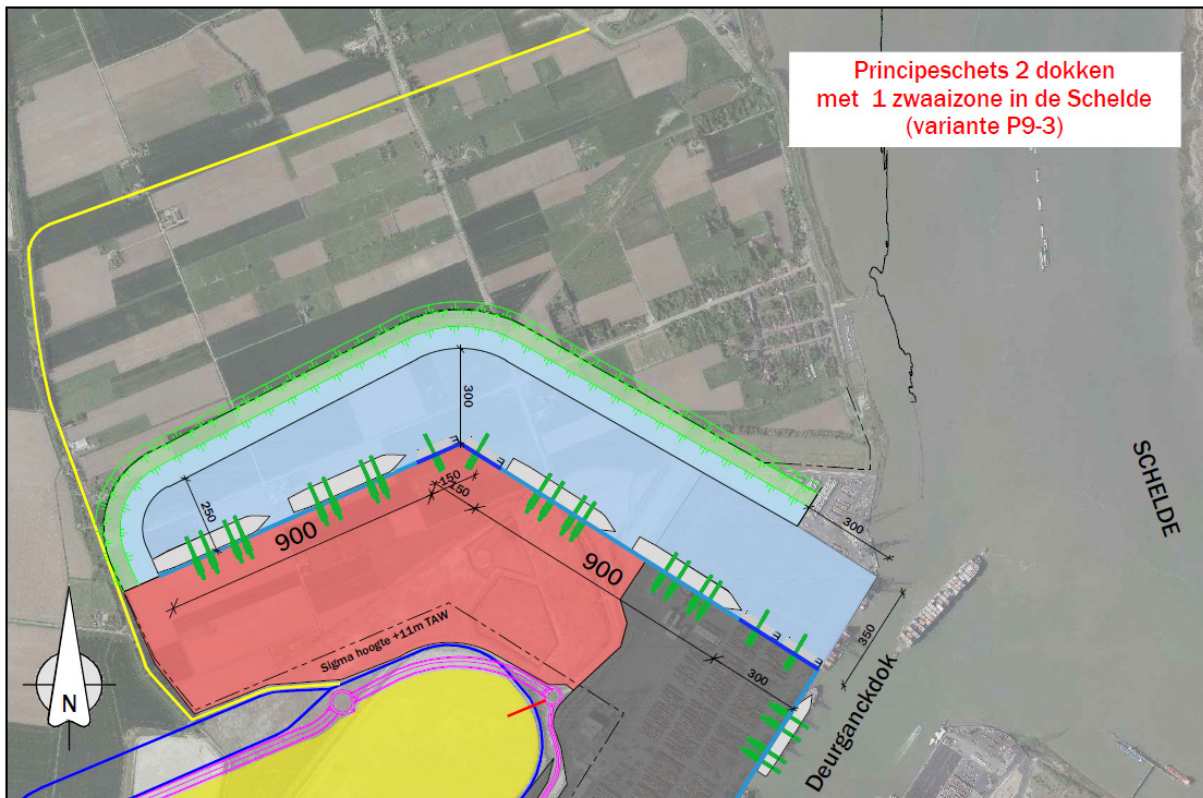 Principeschets 2 dokken
met 1 zwaaizone in de Schelde
(variante P9-3)
SCHELDE
300
250
150
150
900
900
300
350
300
Sigma hoogte +11m TAW
Deurganckdok
N